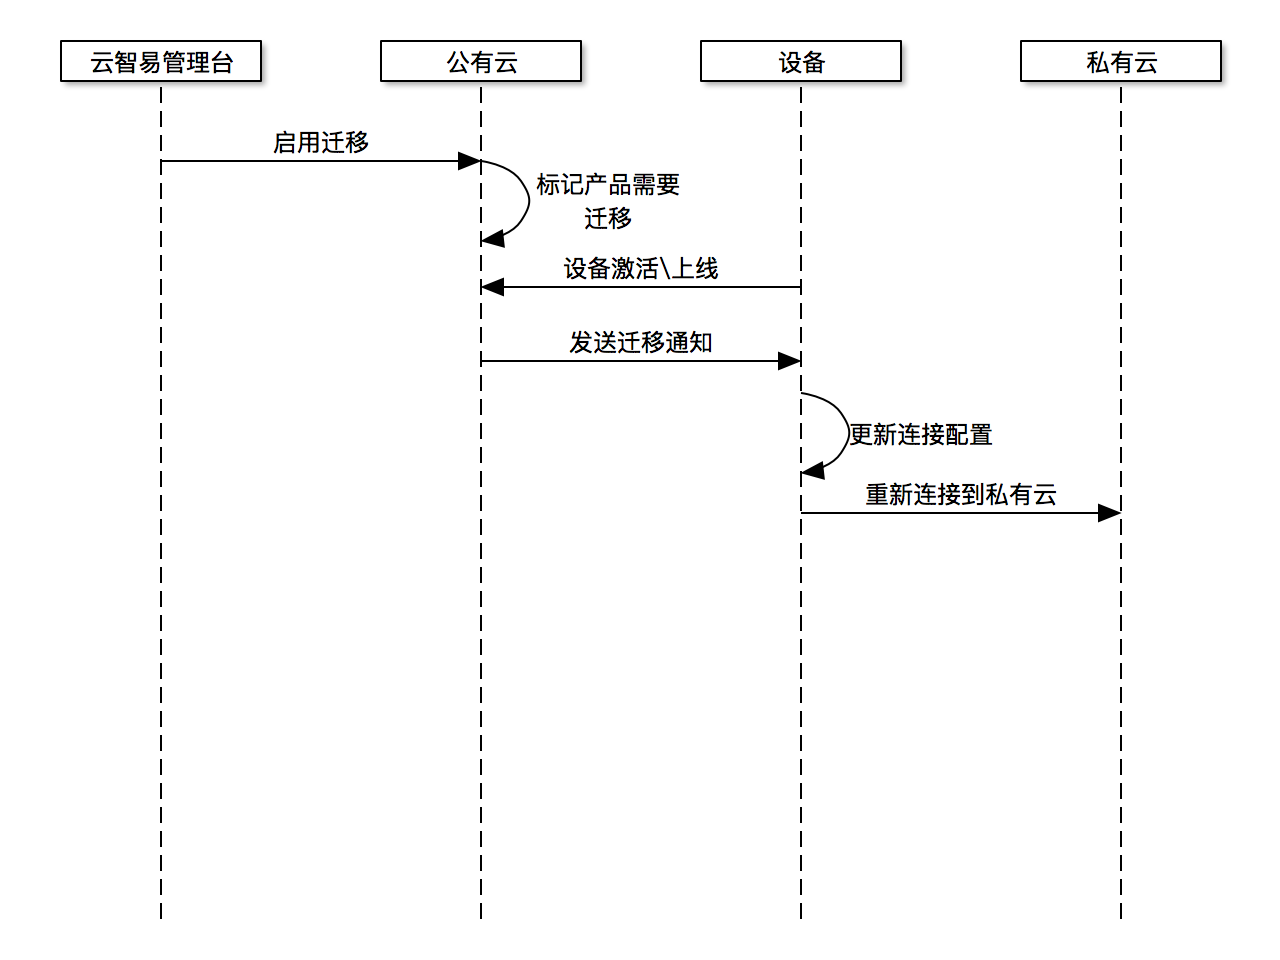 云智易管理台
公有云
设备
私有云
启用迁移
标记产品需要
迁移
设备激活\上线
发送迁移通知
更新连接配置
重新连接到私有云